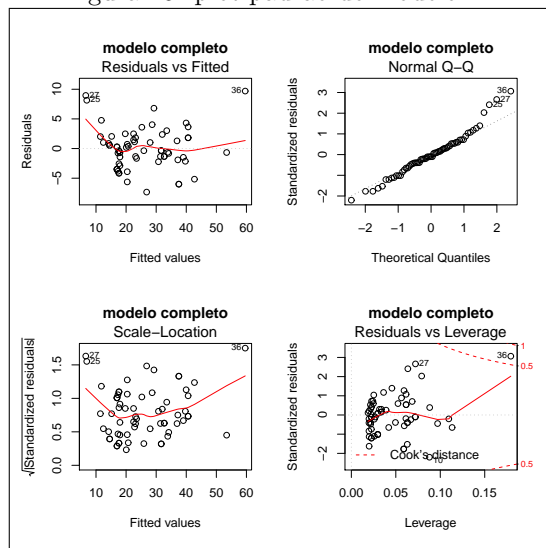 modelo completo
Residuals vs Fitted
Residuals
10
5
0
−5
27
25
36
10 20 30 40 50 60
Fitted values
modelo completo
Normal Q−Q
Standardized residuals
3
2
1
0
−2
36
27
25
−2 −1 0 1 2
Theoretical Quantiles
modelo completo
Scale−Location
√|Standardized residuals|
1.5
1.0
0.5
0.0
27
25
36
10 20 30 40 50 60
Fitted values
modelo completo
Residuals vs Leverage
Standardized residuals
3
2
1
0
−2
27
36
10
1
0.5
0.5
Cook's distance
0.00 0.05 0.10 0.15
Leverage